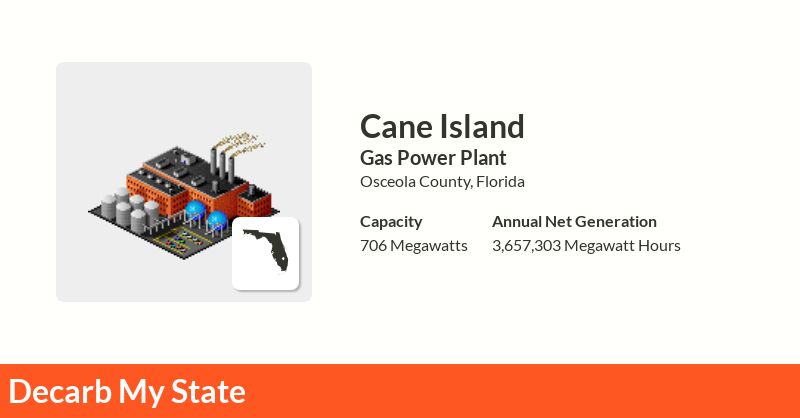 Cane Island
Gas Power Plant
Osceola County, Florida
Capacity
Annual Net Generation
706 Megawatts
3,657,303 Megawatt Hours
Decarb My State